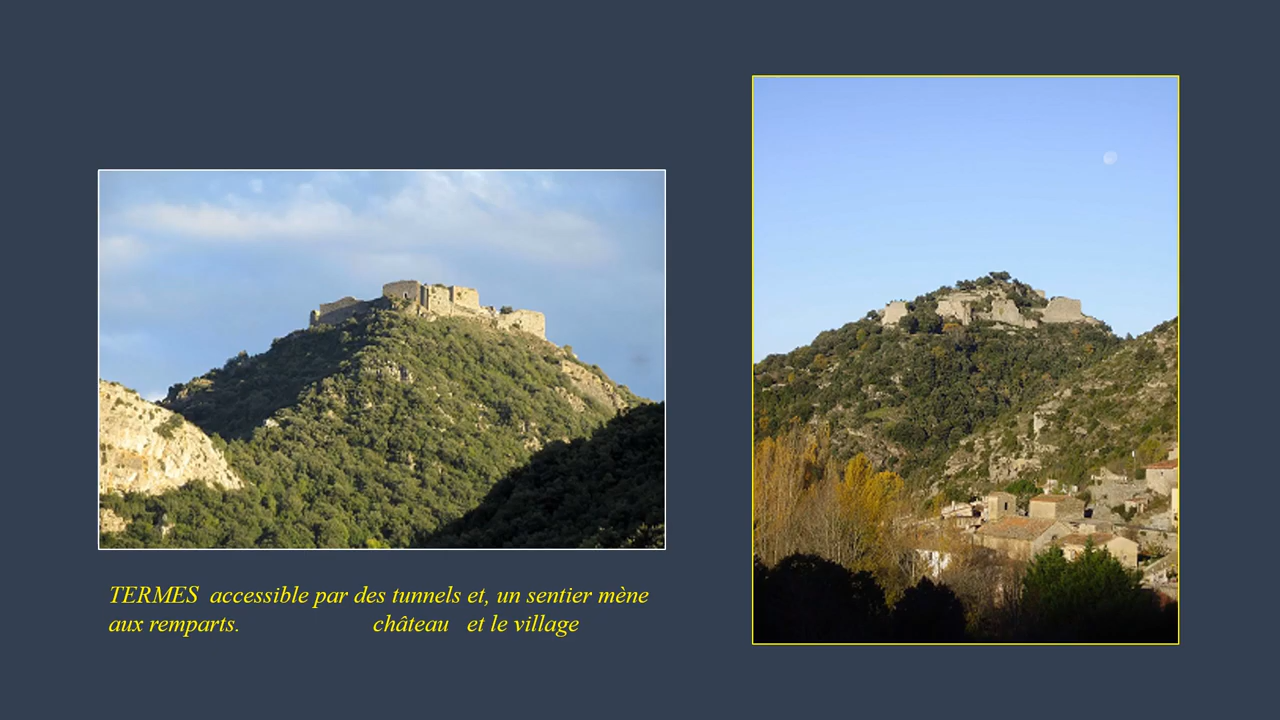 TERMES accessible par des tunnels et, un sentier mène
aux remparts. château et le village